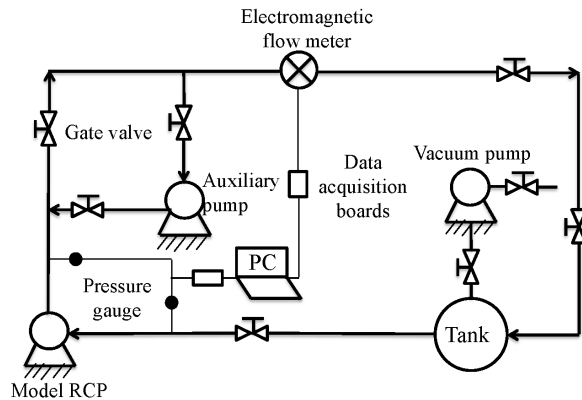 Electromagnetic
flow meter
Gate valve
Auxiliary
pump
Data
acquisition
boards
Vacuum pump
PC
Pressure
gauge
Tank
Model RCP